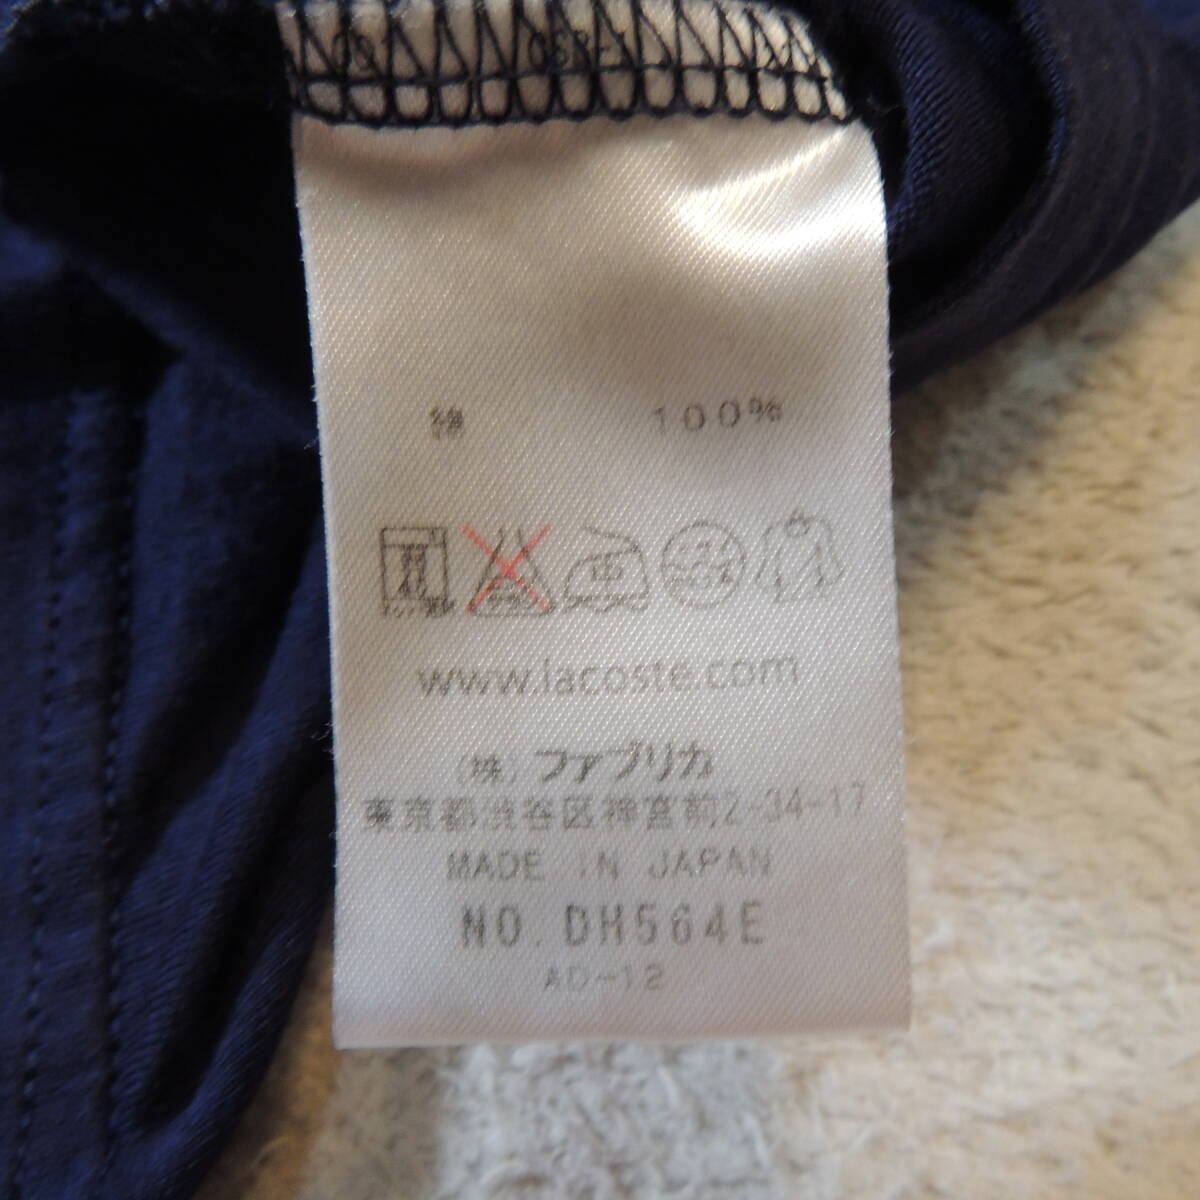 綿 100%
www.lacoste.com
(株)ファブリカ
東京都渋谷区神宮前2-34-17
MADE IN JAPAN
NO. DH564E
AD-12